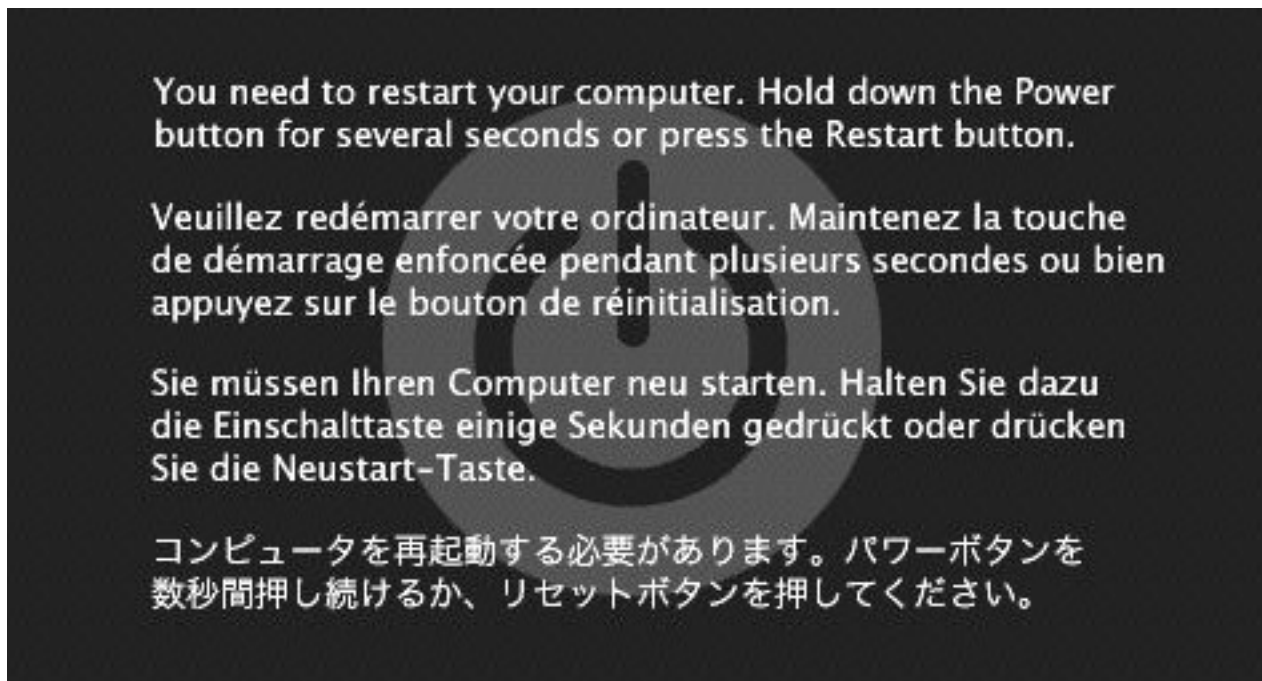 You need to restart your computer. Hold down the Power
button for several seconds or press the Restart button.
Veuillez redémarrer votre ordinateur. Maintenez la touche
de démarrage enfoncée pendant plusieurs secondes ou bien
appuyez sur le bouton de réinitialisation.
Sie müssen Ihren Computer neu starten. Halten Sie dazu
die Einschalttaste einige Sekunden gedrückt oder drücken
Sie die Neustart-Taste.
コンピュータを再起動する必要があります。パワーボタンを
数秒間押し続けるか、リセットボタンを押してください。